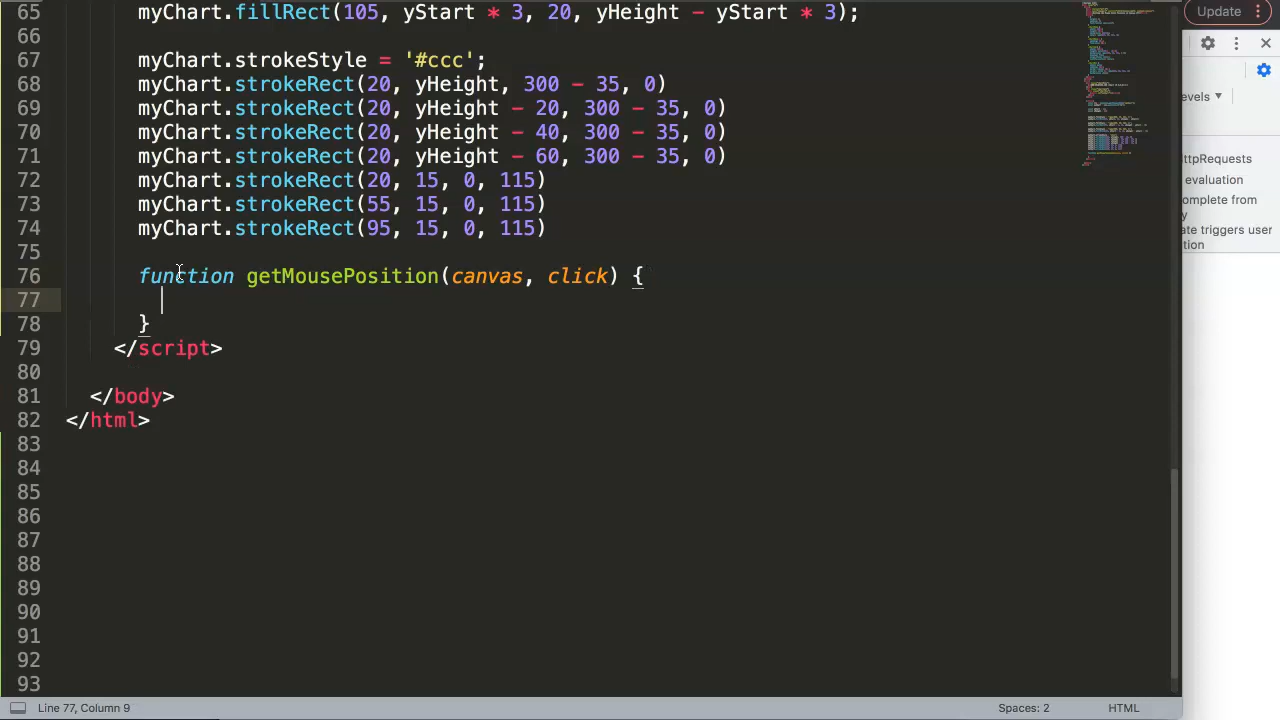 65 myChart.fillRect(105, yStart * 3, 20, yHeight - yStart * 3);
66
67 myChart.strokeStyle = '#ccc';
68 myChart.strokeRect(20, yHeight, 300 - 35, 0)
69 myChart.strokeRect(20, yHeight - 20, 300 - 35, 0)
70 myChart.strokeRect(20, yHeight - 40, 300 - 35, 0)
71 myChart.strokeRect(20, yHeight - 60, 300 - 35, 0)
72 myChart.strokeRect(20, 15, 0, 115)
73 myChart.strokeRect(55, 15, 0, 115)
74 myChart.strokeRect(95, 15, 0, 115)
75
76 function getMousePosition(canvas, click) {
77
78 }
79 </script>
80
81 </body>
82 </html>
83
84
85
86
87
88
89
90
91
92
93
Line 77, Column 9
Spaces: 2
HTML
Update
evels
ttpRequests
evaluation
omplete from
y
ate triggers user
tion